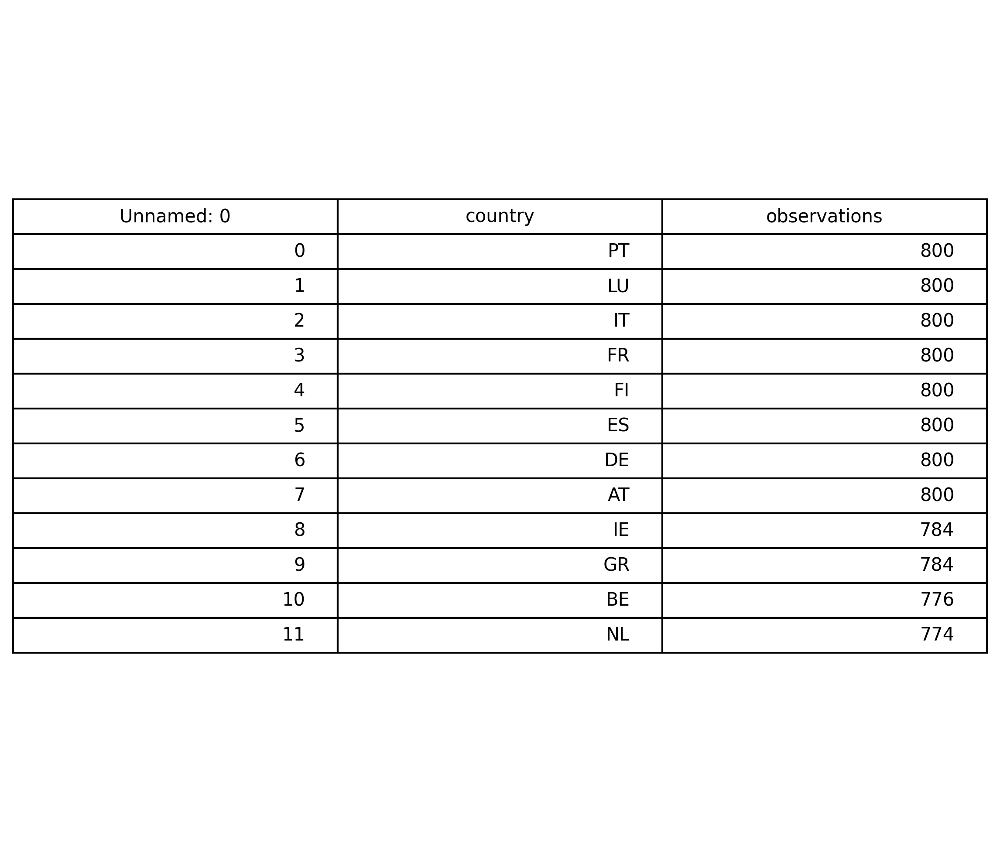 Unnamed: 0 country observations
0 PT 800
1 LU 800
2 IT 800
3 FR 800
4 FI 800
5 ES 800
6 DE 800
7 AT 800
8 IE 784
9 GR 784
10 BE 776
11 NL 774